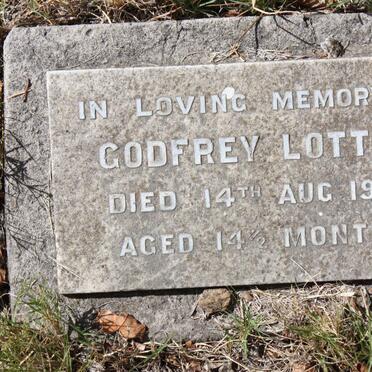 IN LOVING MEMOR
GODFREY LOTT
DIED 14TH AUG 19
AGED 14½ MONT